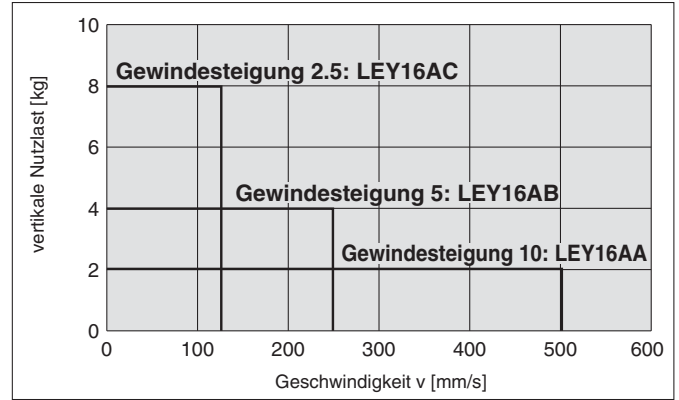 vertikale Nutzlast [kg]
10
8
6
4
2
0
Gewindesteigung 2.5: LEY16AC
Gewindesteigung 5: LEY16AB
Gewindesteigung 10: LEY16AA
0 100 200 300 400 500 600
Geschwindigkeit v [mm/s]